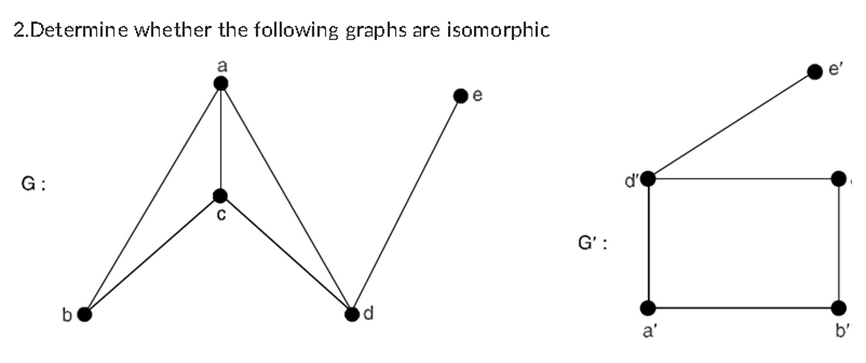 2.Determine whether the following graphs are isomorphic
a
e
e'
G:
d'
c
G':
b
d
a'
b'